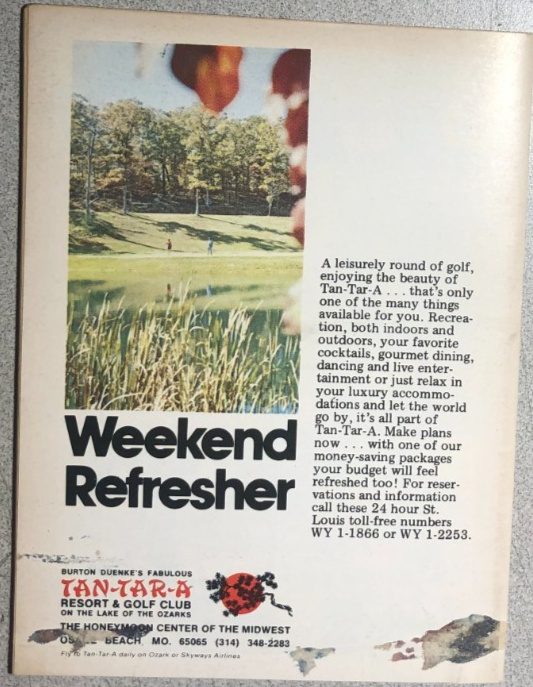 A leisurely round of golf,
enjoying the beauty of
Tan-Tar-A . . . that's only
one of the many things
available for you. Recrea-
tion, both indoors and
outdoors, your favorite
cocktails, gourmet dining,
dancing and live enter-
tainment or just relax in
your luxury accommo-
dations and let the world
go by, it's all part of
Tan-Tar-A. Make plans
now . . . with one of our
money-saving packages
your budget will feel
refreshed too! For reser-
vations and information
call these 24 hour St.
Louis toll-free numbers
WY 1-1866 or WY 1-2253.
Weekend
Refresher
BURTON DUENKE'S FABULOUS
TAN-TAR-A
RESORT & GOLF CLUB
ON THE LAKE OF THE OZARKS
THE HONEYMOON CENTER OF THE MIDWEST
BEACH, MO. 65065 (314) 348-2283
Fly to Tan-Tar-A daily on Ozark or Skyways Airlines